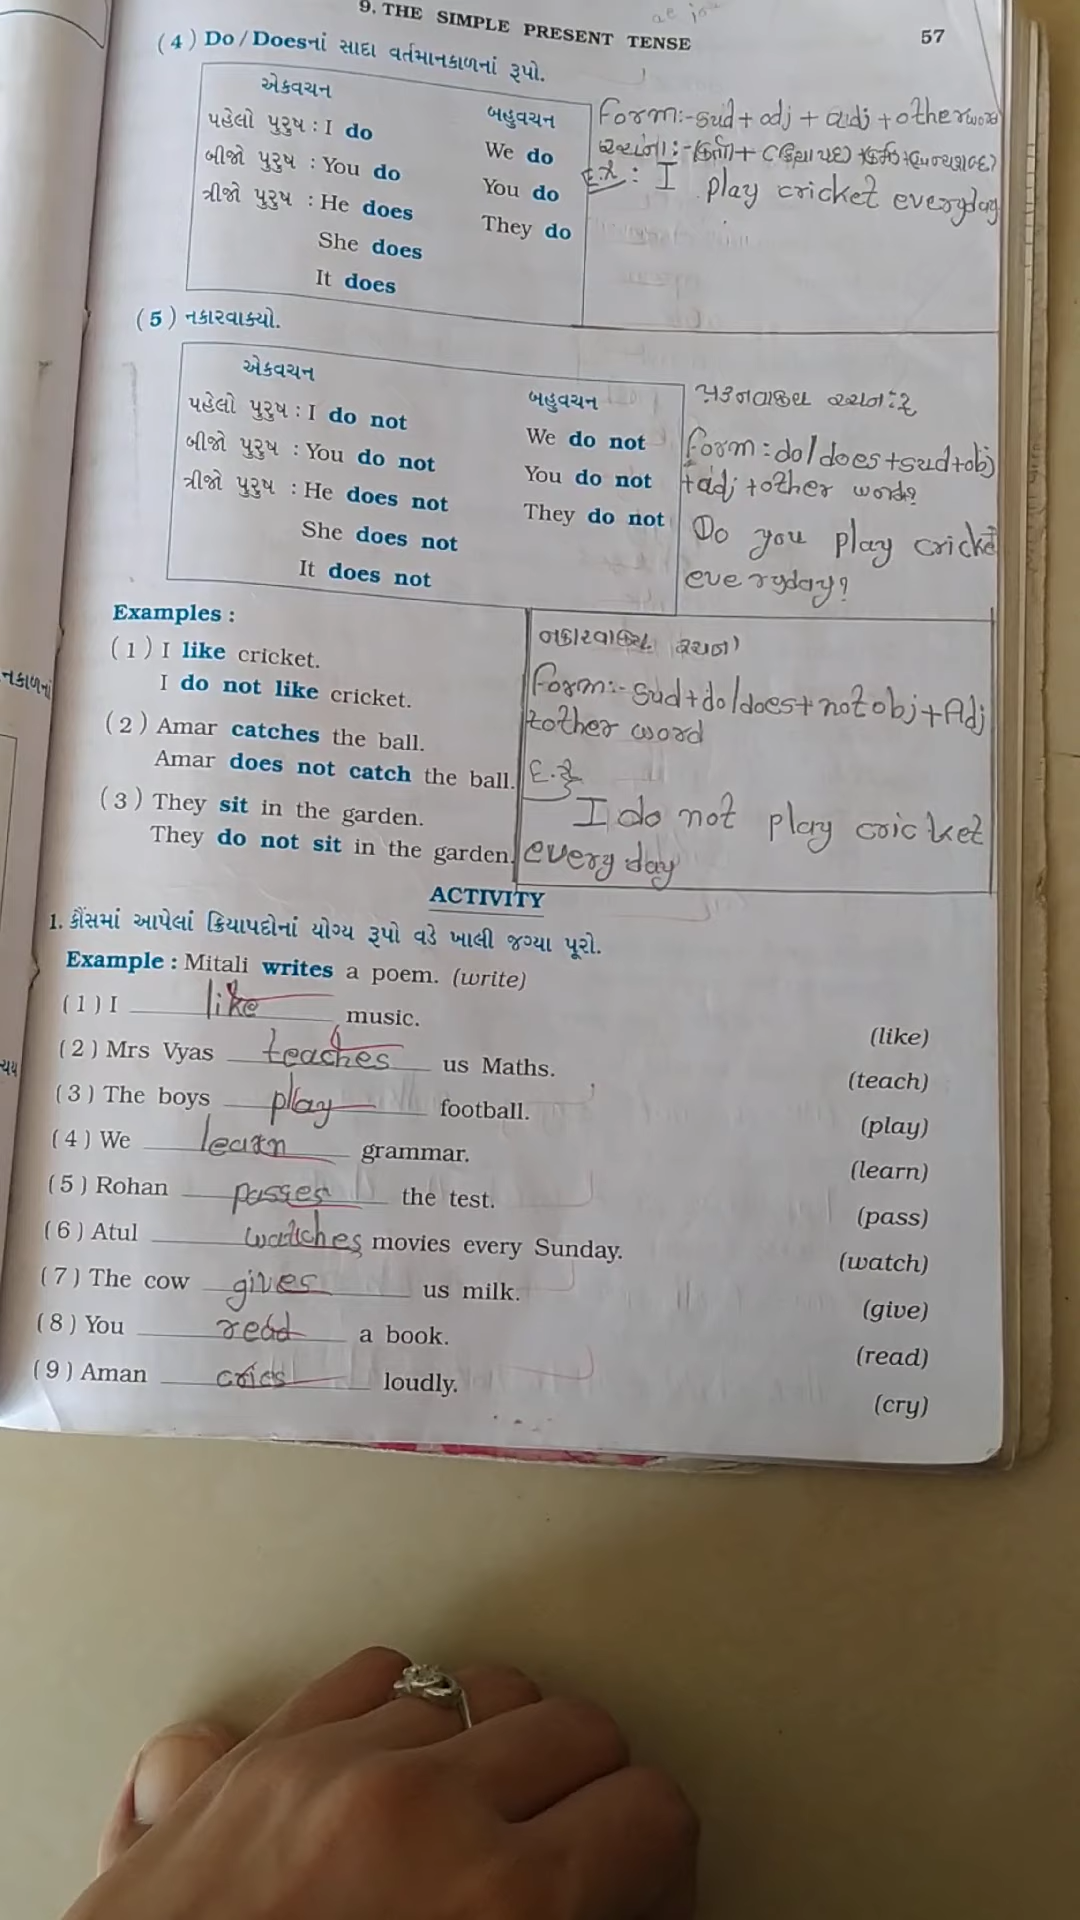 9. THE SIMPLE PRESENT TENSE 57
( 4 ) Do / Doesનાં સાદા વર્તમાનકાળનાં રૂપો.
એકવચન બહુવચન
પહેલો પુરુષ : I do We do
બીજો પુરુષ : You do You do
ત્રીજો પુરુષ : He does They do
She does
It does
Form:-sud + odj + adj + other word
I play cricket everyday
( 5 ) નકારવાક્યો.
એકવચન બહુવચન
પહેલો પુરુષ : I do not We do not
બીજો પુરુષ : You do not You do not
ત્રીજો પુરુષ : He does not They do not
She does not
It does not
Form : do/does+sud+obj
+adj +other word?
Do you play cricke
everyday?
Examples :
( 1 ) I like cricket.
I do not like cricket.
( 2 ) Amar catches the ball.
Amar does not catch the ball.
( 3 ) They sit in the garden.
They do not sit in the garden.
નકારવાક્ય
Form:-sud+do/does+not obj+Adj
+other word
I do not play cricket
every day
નકાળનાં
ACTIVITY
1. કૌંસમાં આપેલાં ક્રિયાપદોનાં યોગ્ય રૂપો વડે ખાલી જગ્યા પૂરો.
Example : Mitali writes a poem. (write)
( 1 ) I like music. (like)
( 2 ) Mrs Vyas teaches us Maths. (teach)
( 3 ) The boys play football. (play)
( 4 ) We learn grammar. (learn)
( 5 ) Rohan passes the test. (pass)
( 6 ) Atul watches movies every Sunday. (watch)
( 7 ) The cow gives us milk. (give)
( 8 ) You read a book. (read)
( 9 ) Aman cries loudly. (cry)